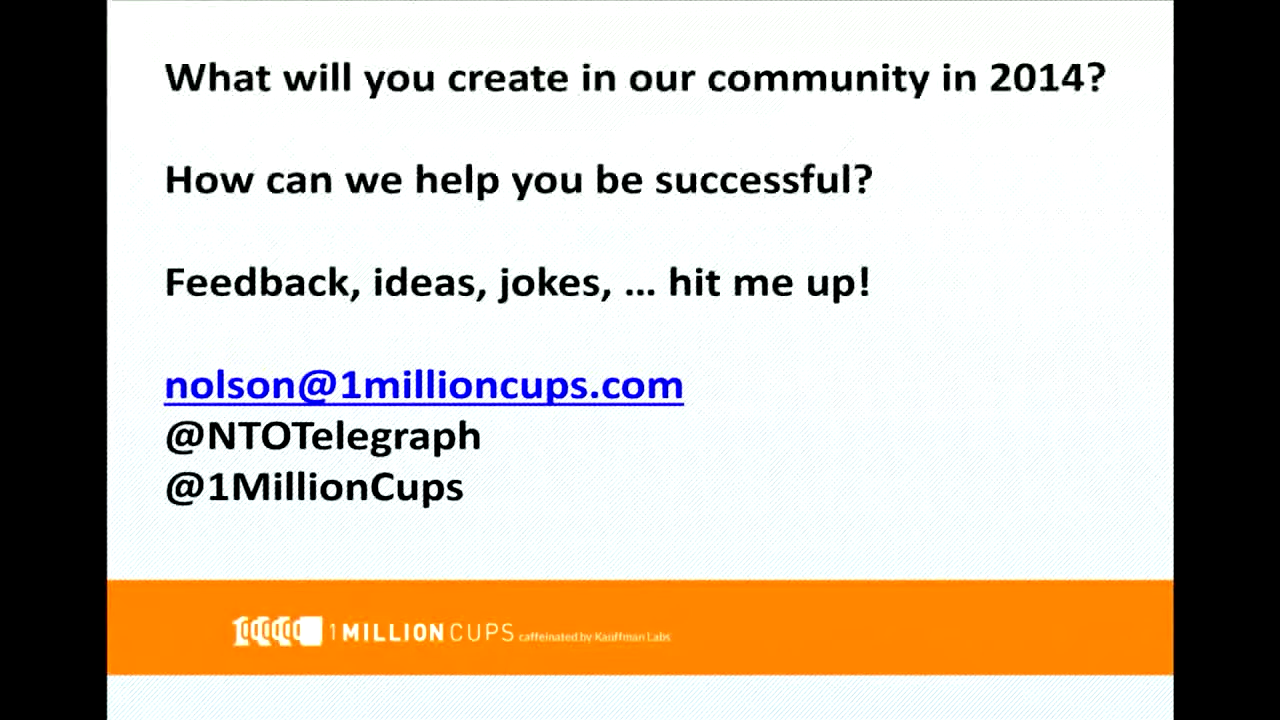 What will you create in our community in 2014?
How can we help you be successful?
Feedback, ideas, jokes, ... hit me up!
nolson@1millioncups.com
@NTOTelegraph
@1MillionCups
1 MILLION CUPS caffeinated by Kauffman Labs